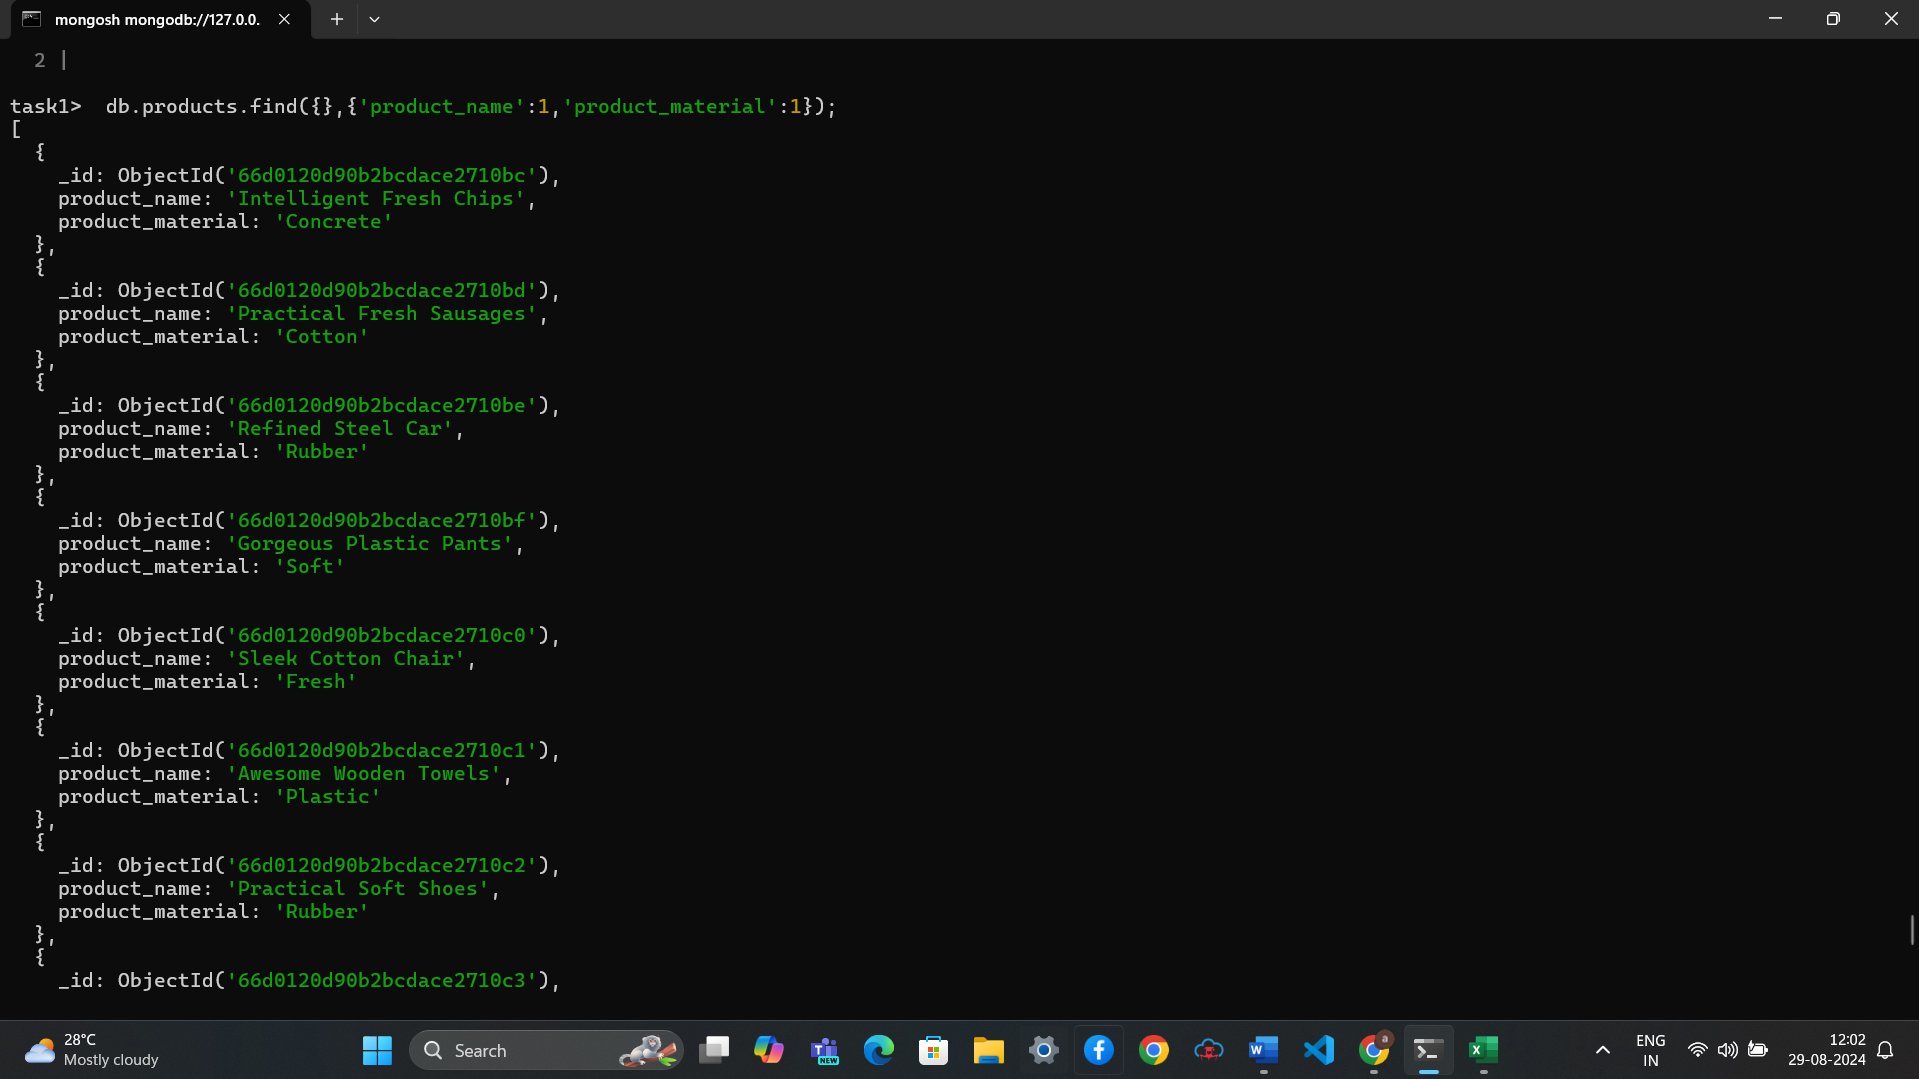 mongosh mongodb://127.0.0.
2
task1>  db.products.find({},{'product_name':1,'product_material':1});
[
  {
    _id: ObjectId('66d0120d90b2bcdace2710bc'),
    product_name: 'Intelligent Fresh Chips',
    product_material: 'Concrete'
  },
  {
    _id: ObjectId('66d0120d90b2bcdace2710bd'),
    product_name: 'Practical Fresh Sausages',
    product_material: 'Cotton'
  },
  {
    _id: ObjectId('66d0120d90b2bcdace2710be'),
    product_name: 'Refined Steel Car',
    product_material: 'Rubber'
  },
  {
    _id: ObjectId('66d0120d90b2bcdace2710bf'),
    product_name: 'Gorgeous Plastic Pants',
    product_material: 'Soft'
  },
  {
    _id: ObjectId('66d0120d90b2bcdace2710c0'),
    product_name: 'Sleek Cotton Chair',
    product_material: 'Fresh'
  },
  {
    _id: ObjectId('66d0120d90b2bcdace2710c1'),
    product_name: 'Awesome Wooden Towels',
    product_material: 'Plastic'
  },
  {
    _id: ObjectId('66d0120d90b2bcdace2710c2'),
    product_name: 'Practical Soft Shoes',
    product_material: 'Rubber'
  },
  {
    _id: ObjectId('66d0120d90b2bcdace2710c3'),
28°C
Mostly cloudy
Search
NEW
ENG
IN
12:02
29-08-2024